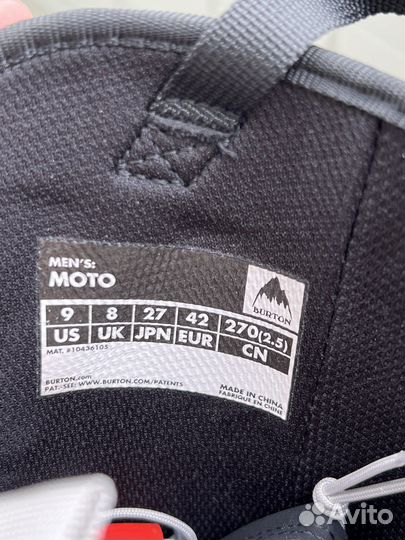 MEN'S:
MOTO
BURTON
9 8 27 42 270(2.5)
US UK JPN EUR CN
MAT. #10436105
BURTON.com
PAT.-SEE: WWW.BURTON.COM/PATENTS
MADE IN CHINA
FABRIQUÉ EN CHINE
Avito